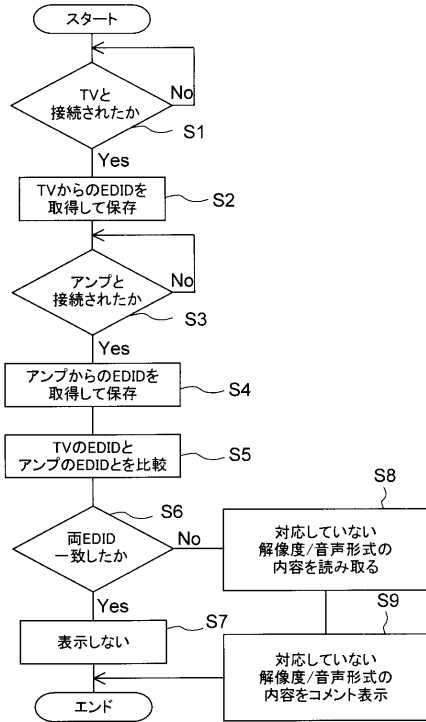 スタート
TVと
接続されたか
No
S1
Yes
TVからのEDIDを
取得して保存
S2
アンプと
接続されたか
No
S3
Yes
アンプからのEDIDを
取得して保存
S4
TVのEDIDと
アンプのEDIDとを比較
S5
S6
両EDID
一致したか
No
S8
対応していない
解像度/音声形式の
内容を読み取る
Yes
S7
表示しない
S9
対応していない
解像度/音声形式の
内容をコメント表示
エンド